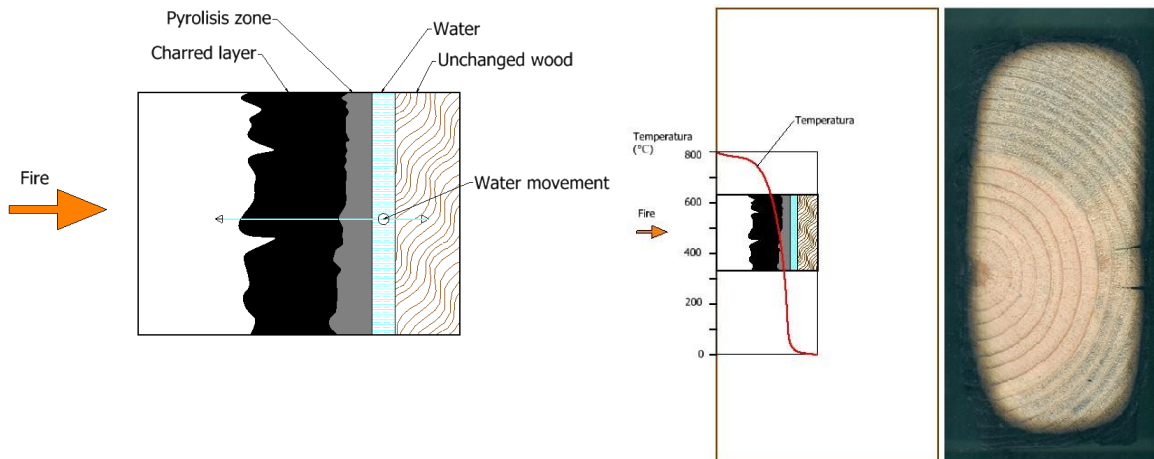 Pyrolisis zone
Water
Charred layer
Unchanged wood
Fire
Water movement
Temperatura
(°C)
Temperatura
800
600
Fire
400
200
0